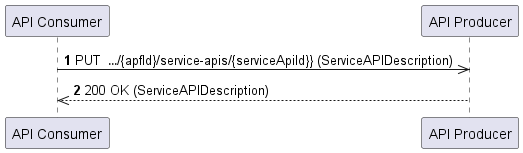 API Consumer API Producer
1 PUT .../{apfId}/service-apis/{serviceApiId}} (ServiceAPIDescription)
2 200 OK (ServiceAPIDescription)
API Consumer API Producer